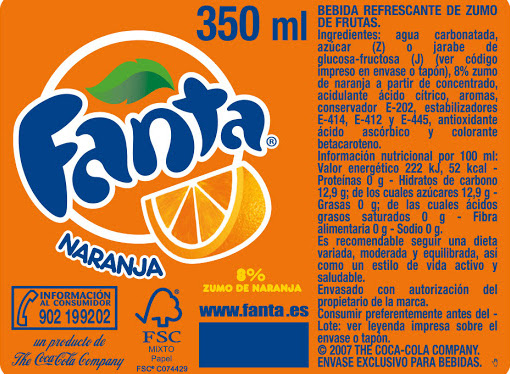 350 ml
Fanta®
NARANJA
8%
ZUMO DE NARANJA
www.fanta.es
INFORMACIÓN
AL CONSUMIDOR
902 199202
un producto de
The Coca-Cola Company
FSC
MIXTO
Papel
FSC® C074429
BEBIDA REFRESCANTE DE ZUMO
DE FRUTAS.
Ingredientes: agua carbonatada,
azúcar (Z) o jarabe de
glucosa-fructosa (J) (ver código
impreso en envase o tapón), 8% zumo
de naranja a partir de concentrado,
acidulante ácido cítrico, aromas,
conservador E-202, estabilizadores
E-414, E-412 y E-445, antioxidante
ácido ascórbico y colorante
betacaroteno.
Información nutricional por 100 ml:
Valor energético 222 kJ, 52 kcal -
Proteínas 0 g - Hidratos de carbono
12,9 g; de los cuales azúcares 12,9 g -
Grasas 0 g; de las cuales ácidos
grasos saturados 0 g - Fibra
alimentaria 0 g - Sodio 0 g.
Es recomendable seguir una dieta
variada, moderada y equilibrada, así
como un estilo de vida activo y
saludable.
Envasado con autorización del
propietario de la marca.
Consumir preferentemente antes del -
Lote: ver leyenda impresa sobre el
envase o tapón.
© 2007 THE COCA-COLA COMPANY.
ENVASE EXCLUSIVO PARA BEBIDAS.